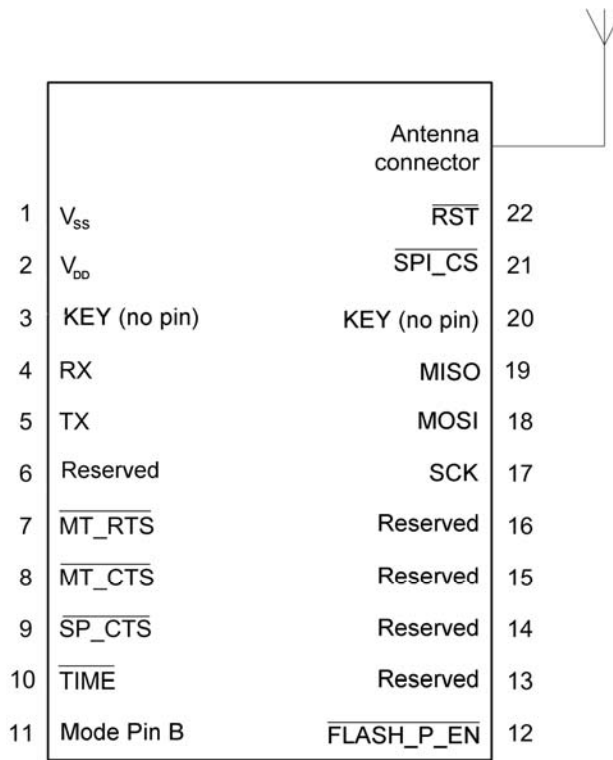 Antenna
connector
1 V_SS RST 22
2 V_DD SPI_CS 21
3 KEY (no pin) KEY (no pin) 20
4 RX MISO 19
5 TX MOSI 18
6 Reserved SCK 17
7 MT_RTS Reserved 16
8 MT_CTS Reserved 15
9 SP_CTS Reserved 14
10 TIME Reserved 13
11 Mode Pin B FLASH_P_EN 12